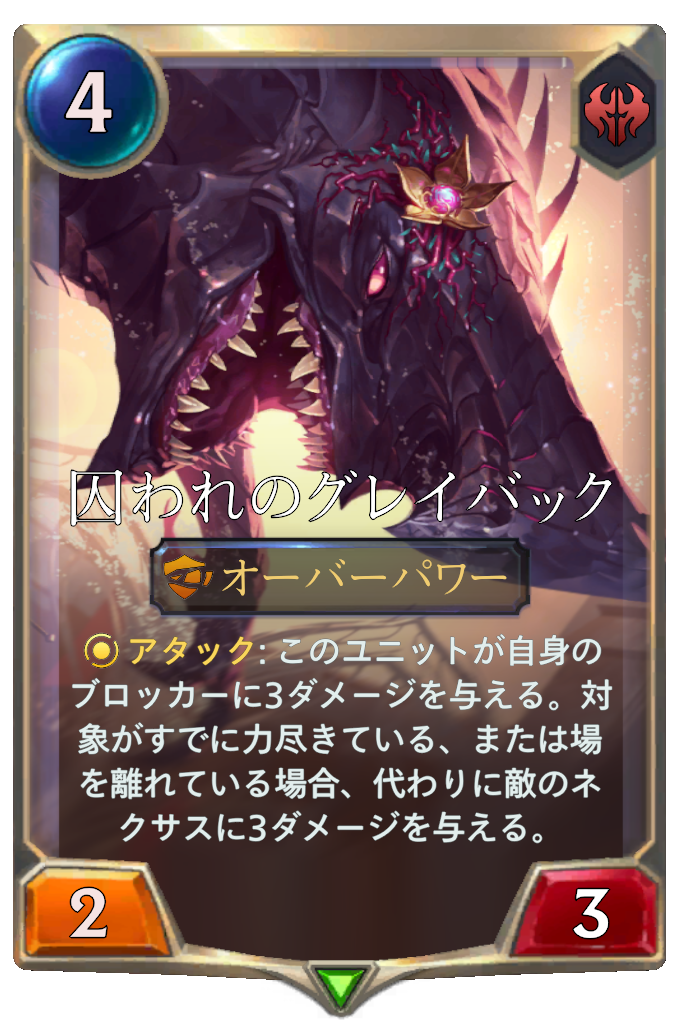 4
囚われのグレイバック
オーバーパワー
アタック: このユニットが自身の
ブロッカーに3ダメージを与える。対
象がすでに力尽きている、または場
を離れている場合、代わりに敵のネ
クサスに3ダメージを与える。
2
3